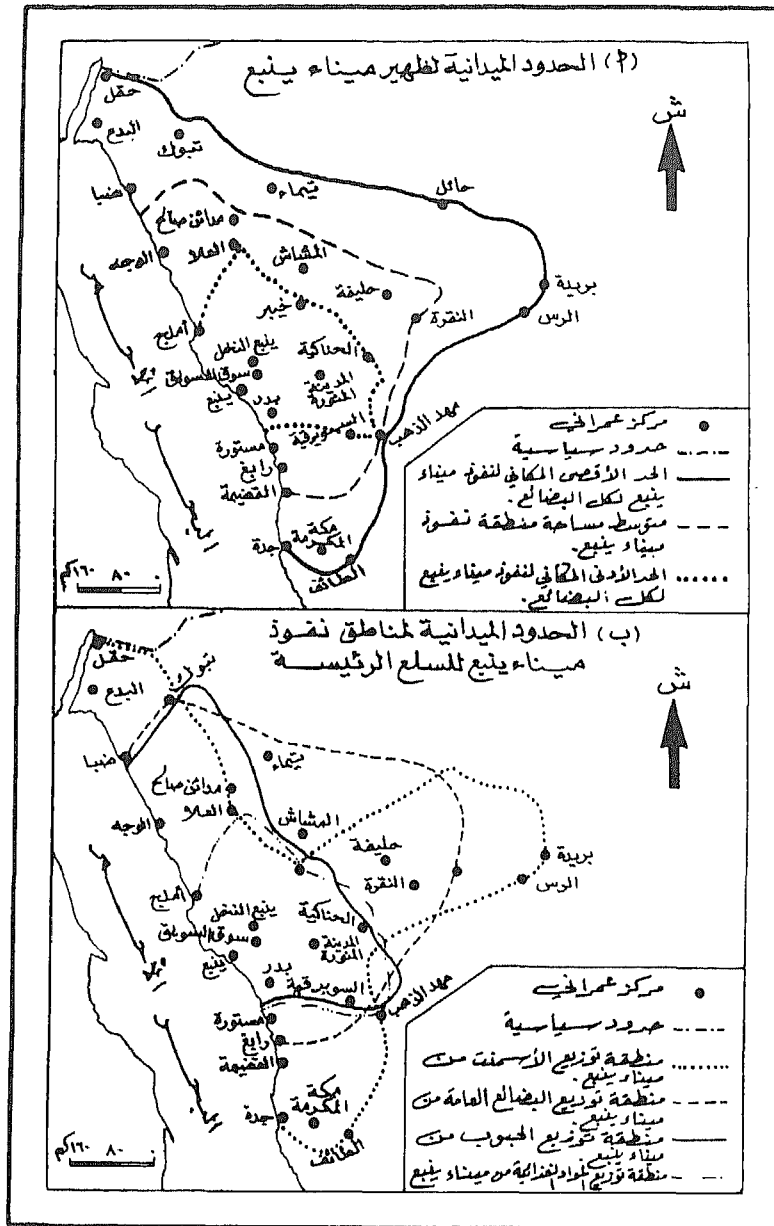 (أ) الحدود الميدانية لظهير ميناء ينبع
ش
حقل
البدع
تبوك
ضبا
تيماء
حائل
مدائن صالح
العلا
الوجه
المشاش
خيبر
حليفة
النقرة
بريدة
الرس
أملج
ينبع النخل
سوق السويق
ينبع
الحناكية
المدينة
المنورة
بدر
السويرقية
مهد الذهب
مستورة
رابغ
القضيمة
جدة
مكة
المكرمة
الطائف
البحر
الأحمر
٨٠ ١٦٠كم
مركز عمراني
حدود سياسية
الحد الأقصى المكاني لنفوذ ميناء
ينبع لكل البضائع.
متوسط مساحة منطقة نفوذ
ميناء ينبع.
الحد الأدنى المكاني لنفوذ ميناء ينبع
لكل البضائع.
(ب) الحدود الميدانية لمناطق نفوذ
ميناء ينبع للسلع الرئيسة
ش
حقل
البدع
تبوك
ضبا
تيماء
مدائن صالح
العلا
الوجه
المشاش
حليفة
النقرة
بريدة
الرس
أملج
ينبع النخل
سوق السويق
ينبع
الحناكية
المدينة
المنورة
بدر
السويرقية
مهد الذهب
مستورة
رابغ
القضيمة
جدة
مكة
المكرمة
الطائف
البحر
الأحمر
٨٠ ١٦٠كم
مركز عمراني
حدود سياسية
منطقة توزيع الأسمنت من
ميناء ينبع.
منطقة توزيع البضائع العامة من
ميناء ينبع.
منطقة توزيع الحبوب من
ميناء ينبع.
منطقة توزيع المواد الغذائية من ميناء ينبع